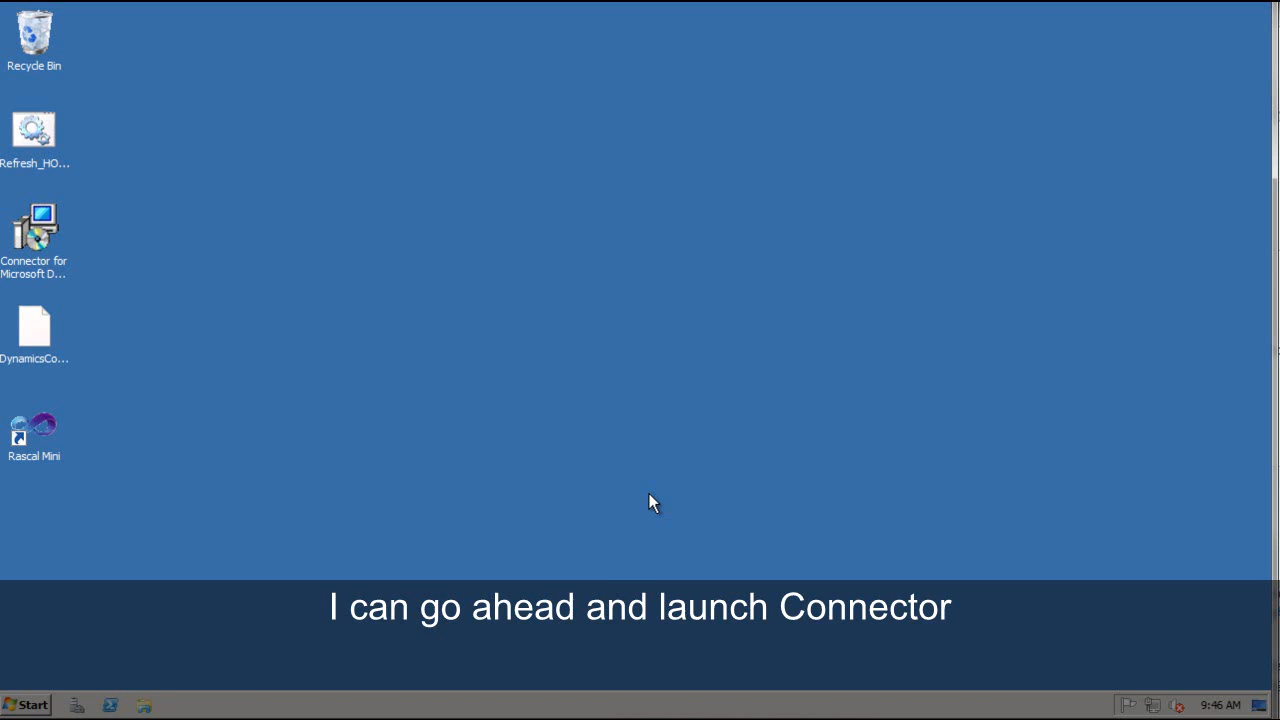 Recycle Bin
Refresh_HO...
Connector for
Microsoft D...
DynamicsCo...
Rascal Mini
I can go ahead and launch Connector
Start
9:46 AM